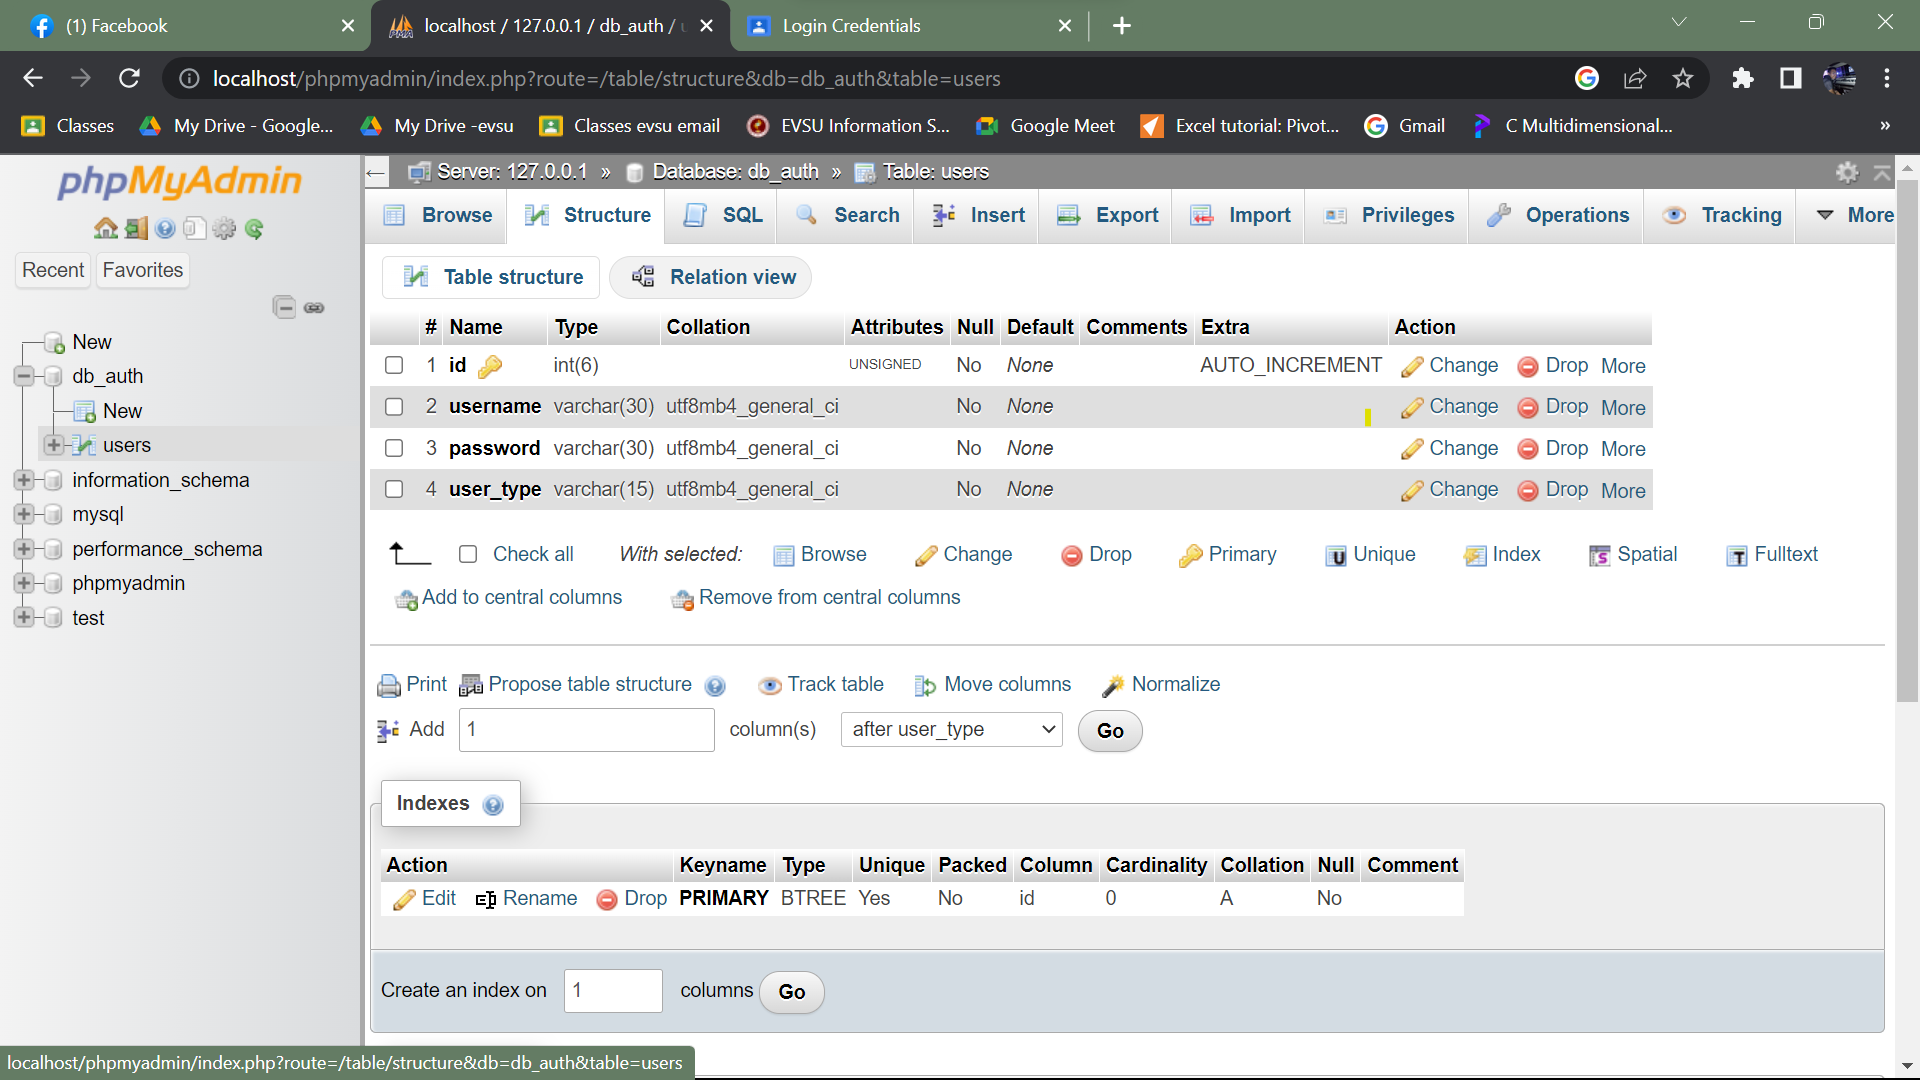 (1) Facebook
localhost / 127.0.0.1 / db_auth /
Login Credentials
localhost/phpmyadmin/index.php?route=/table/structure&db=db_auth&table=users
Classes My Drive - Google... My Drive -evsu Classes evsu email EVSU Information S... Google Meet Excel tutorial: Pivot... Gmail C Multidimensional... »
phpMyAdmin
Recent Favorites
New
db_auth
New
users
information_schema
mysql
performance_schema
phpmyadmin
test
Server: 127.0.0.1 » Database: db_auth » Table: users
Browse Structure SQL Search Insert Export Import Privileges Operations Tracking More
Table structure Relation view
# Name Type Collation Attributes Null Default Comments Extra Action
1 id int(6) UNSIGNED No None AUTO_INCREMENT Change Drop More
2 username varchar(30) utf8mb4_general_ci No None Change Drop More
3 password varchar(30) utf8mb4_general_ci No None Change Drop More
4 user_type varchar(15) utf8mb4_general_ci No None Change Drop More
Check all With selected: Browse Change Drop Primary Unique Index Spatial Fulltext
Add to central columns Remove from central columns
Print Propose table structure Track table Move columns Normalize
Add 1 column(s) after user_type Go
Indexes
Action Keyname Type Unique Packed Column Cardinality Collation Null Comment
Edit Rename Drop PRIMARY BTREE Yes No id 0 A No
Create an index on 1 columns Go
localhost/phpmyadmin/index.php?route=/table/structure&db=db_auth&table=users